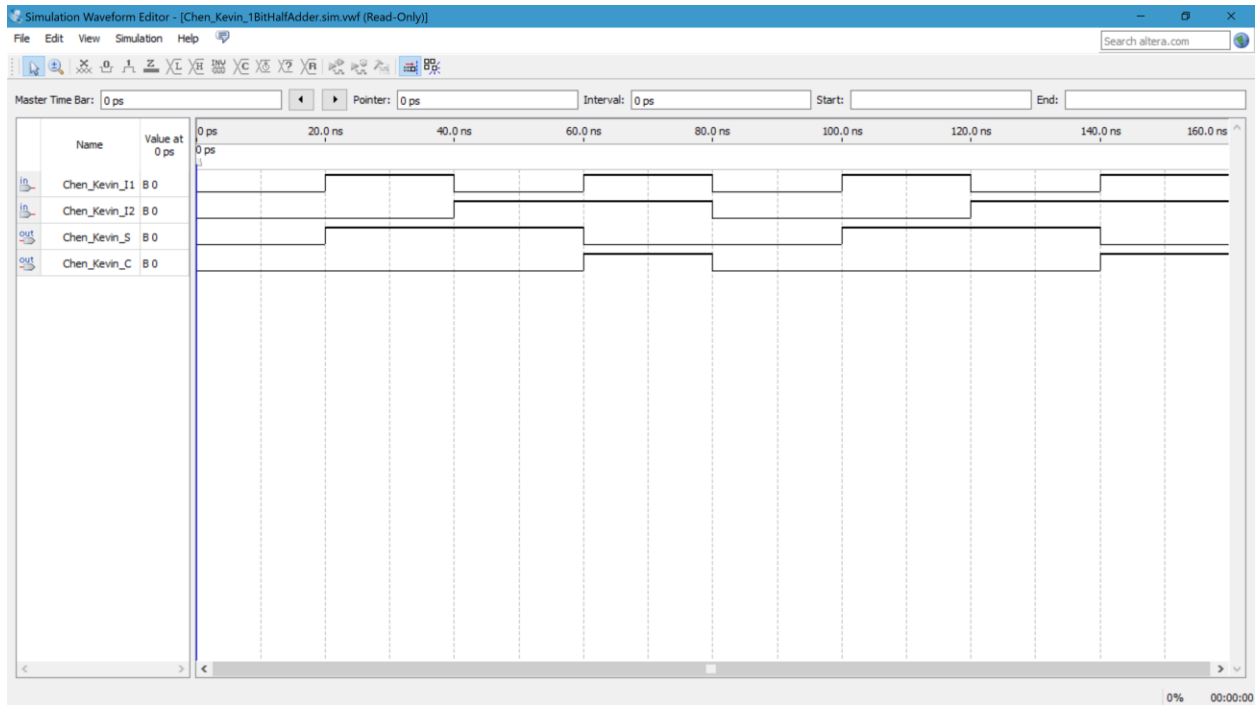 Simulation Waveform Editor - [Chen_Kevin_1BitHalfAdder.sim.vwf (Read-Only)]
File Edit View Simulation Help
Search altera.com
Master Time Bar: 0 ps Pointer: 0 ps Interval: 0 ps Start: End:
Name Value at 0 ps
0 ps 20.0 ns 40.0 ns 60.0 ns 80.0 ns 100.0 ns 120.0 ns 140.0 ns 160.0 ns
0 ps
in Chen_Kevin_I1 B 0
in Chen_Kevin_I2 B 0
out Chen_Kevin_S B 0
out Chen_Kevin_C B 0
0% 00:00:00